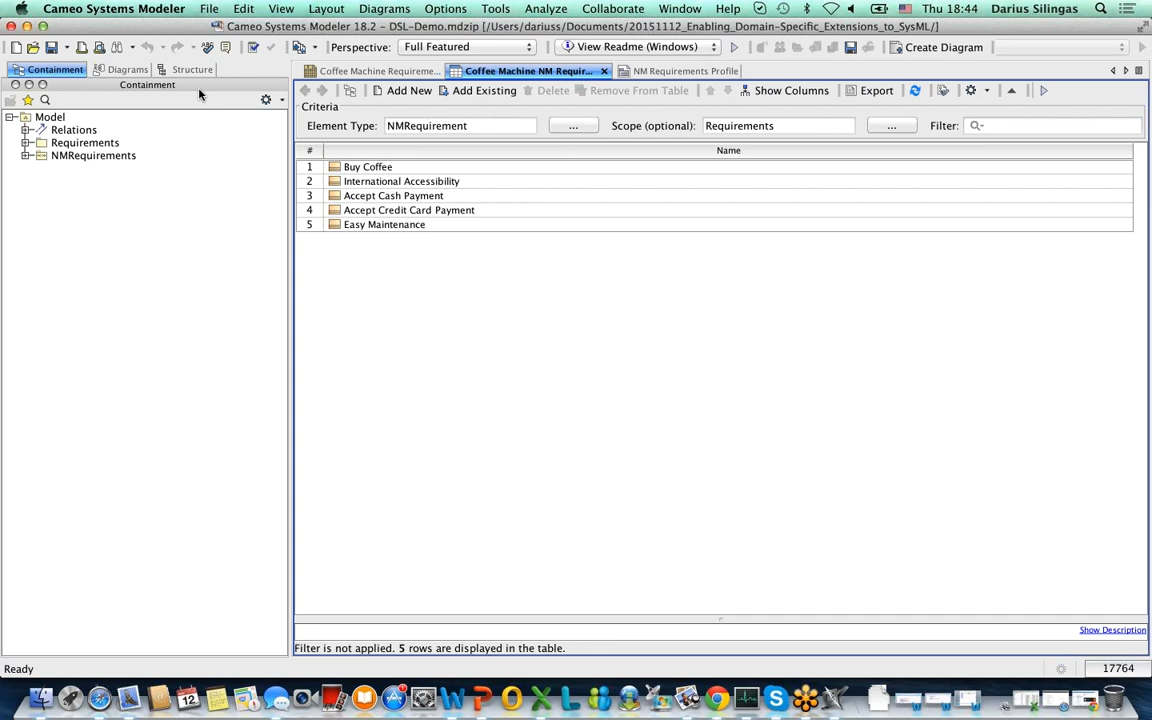 Cameo Systems Modeler File Edit View Layout Diagrams Options Tools Analyze Collaborate Window Help Thu 18:44 Darius Silingas
Cameo Systems Modeler 18.2 - DSL-Demo.mdzip [/Users/dariuss/Documents/20151112_Enabling_Domain-Specific_Extensions_to_SysML/]
Perspective: Full Featured View Readme (Windows) Create Diagram
Containment Diagrams Structure Coffee Machine Requireme... Coffee Machine NM Requir... NM Requirements Profile
Containment
Add New Add Existing Delete Remove From Table Show Columns Export
Criteria
Element Type: NMRequirement ... Scope (optional): Requirements ... Filter:
Model
Relations
Requirements
NMRequirements
# Name
1 Buy Coffee
2 International Accessibility
3 Accept Cash Payment
4 Accept Credit Card Payment
5 Easy Maintenance
Show Description
Filter is not applied. 5 rows are displayed in the table.
Ready 17764